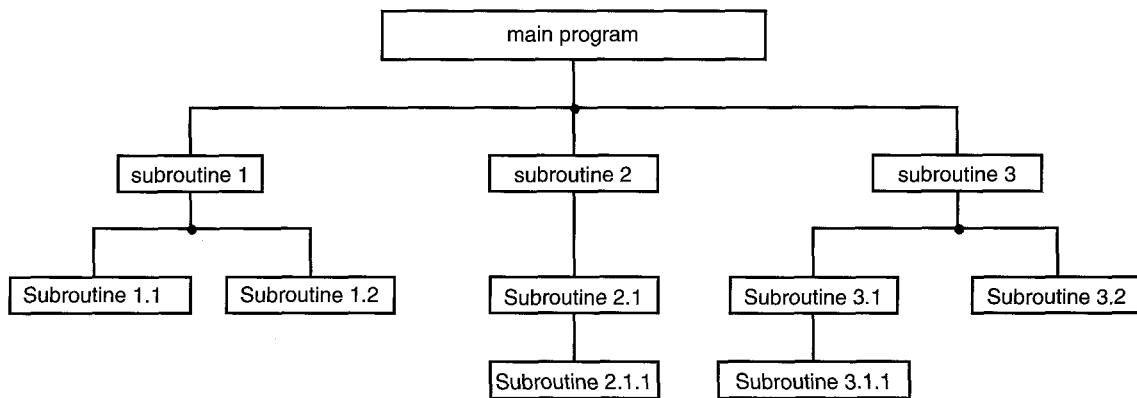 main program
subroutine 1
subroutine 2
subroutine 3
Subroutine 1.1
Subroutine 1.2
Subroutine 2.1
Subroutine 3.1
Subroutine 3.2
Subroutine 2.1.1
Subroutine 3.1.1